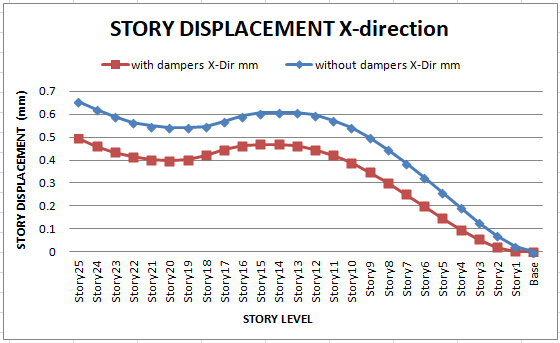 STORY DISPLACEMENT X-direction
with dampers X-Dir mm
without dampers X-Dir mm
STORY DISPLACEMENT (mm)
0.7
0.6
0.5
0.4
0.3
0.2
0.1
0
Story25
Story24
Story23
Story22
Story21
Story20
Story19
Story18
Story17
Story16
Story15
Story14
Story13
Story12
Story11
Story10
Story9
Story8
Story7
Story6
Story5
Story4
Story3
Story2
Story1
Base
STORY LEVEL